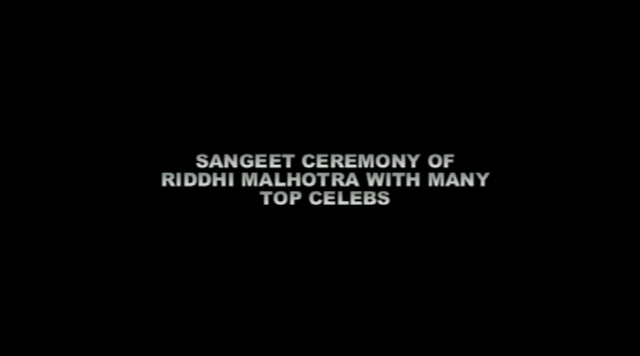 SANGEET CEREMONY OF
RIDDHI MALHOTRA WITH MANY
TOP CELEBS